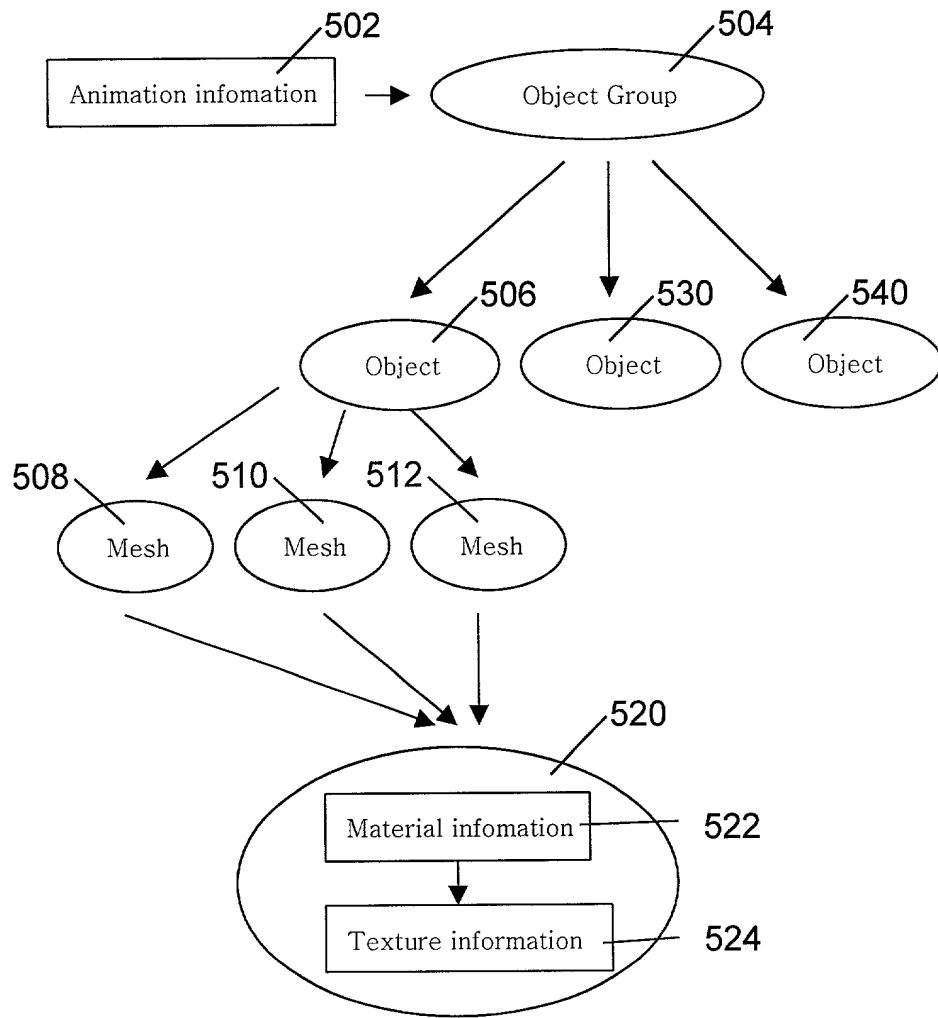 502
504
Animation infomation
Object Group
506
530
540
Object
Object
Object
508
510
512
Mesh
Mesh
Mesh
520
Material infomation
522
Texture information
524